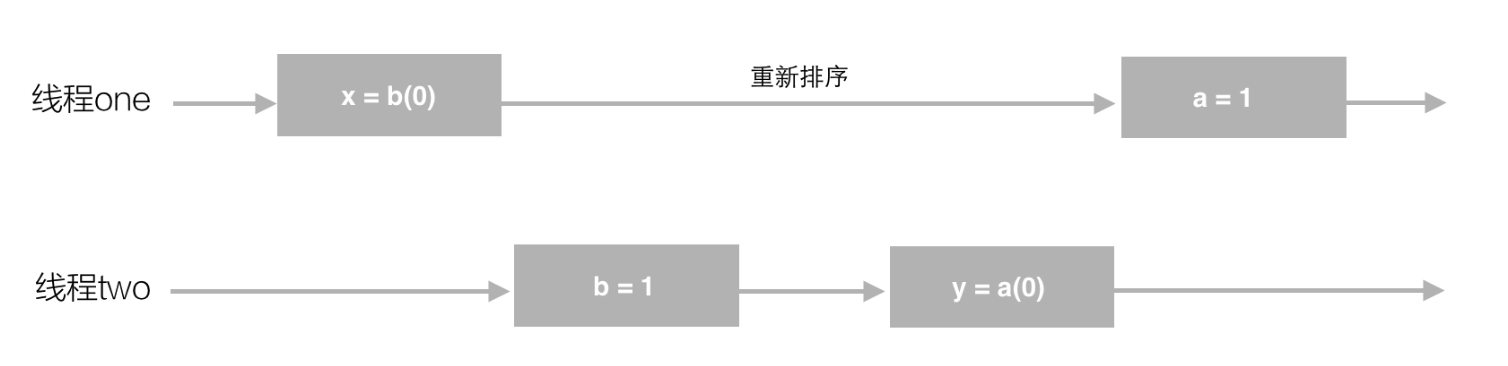 线程one
x = b(0)
重新排序
a = 1
线程two
b = 1
y = a(0)